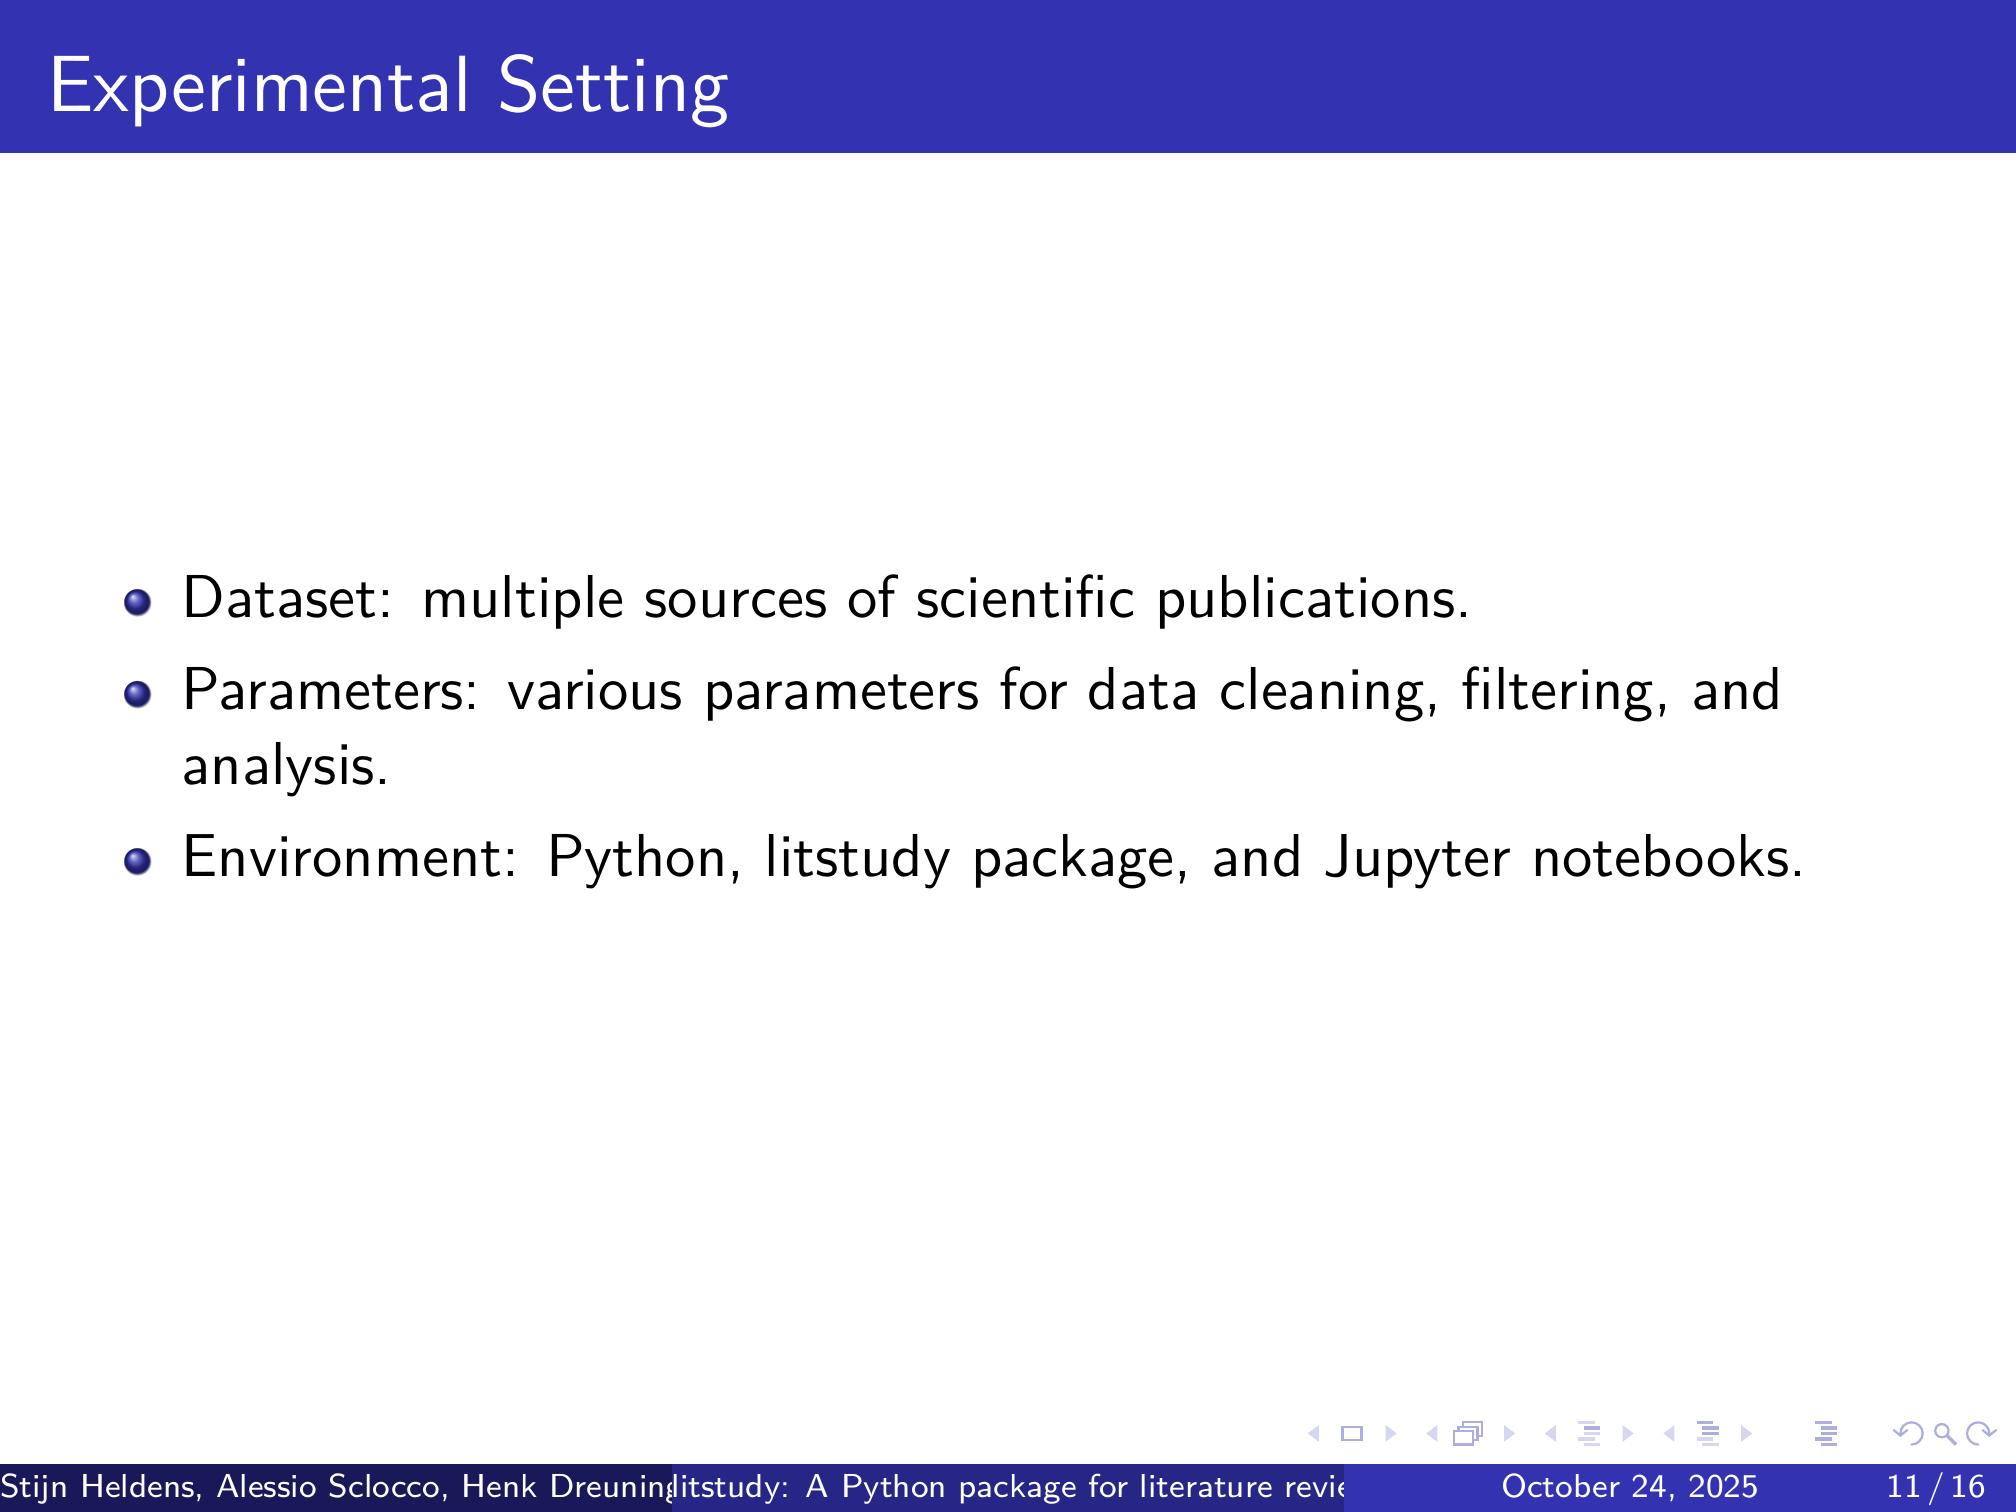 Experimental Setting
Dataset: multiple sources of scientific publications.
Parameters: various parameters for data cleaning, filtering, and
analysis.
Environment: Python, litstudy package, and Jupyter notebooks.
Stijn Heldens, Alessio Sclocco, Henk Dreuning litstudy: A Python package for literature revie October 24, 2025 11 / 16